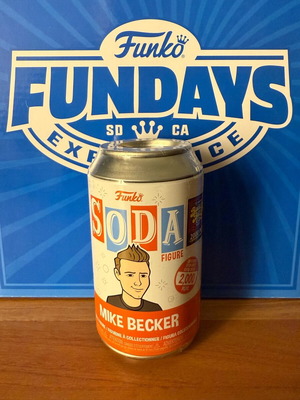 Funko
FUNDAYS
SD CA
EXPERIENCE
Funko
SODA
FIGURE
2,000
MIKE BECKER